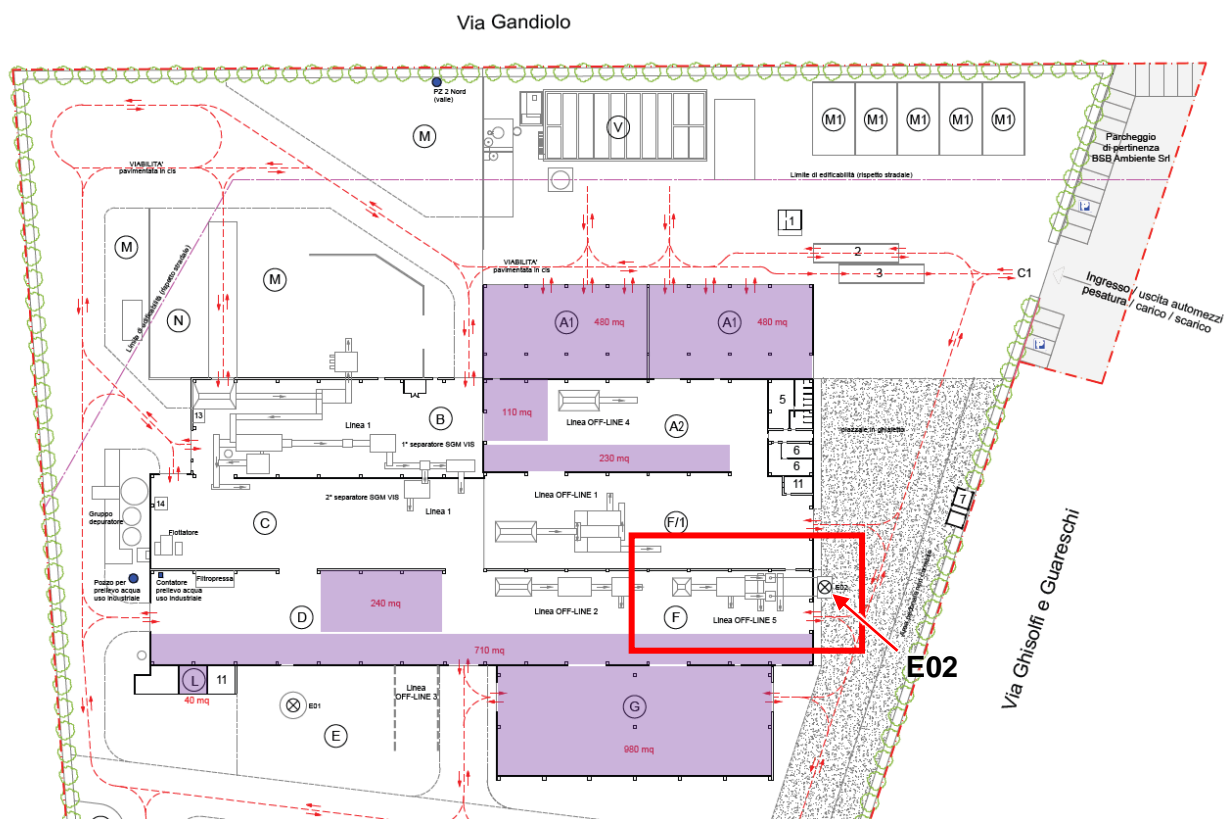 Via Gandiolo
PZ 2 Nord
(valle)
M
V
M1
M1
M1
M1
M1
Parcheggio
di pertinenza
BSB Ambiente Srl
VIABILITA'
pavimentata in cls
Limite di edificabilità (rispetto stradale)
1
M
M
N
Limite di edificabilità (rispetto stradale)
VIABILITA'
pavimentata in cls
2
3
C1
Ingresso / uscita automezzi
pesatura / carico / scarico
A1
480 mq
A1
480 mq
13
B
Linea 1
1° separatore SGM VIS
110 mq
Linea OFF-LINE 4
A2
5
piazzale in ghiaietto
230 mq
6
6
11
2° separatore SGM VIS
Linea 1
Linea OFF-LINE 1
14
Gruppo
depuratore
Flottatore
C
F/1
7
Pozzo per
prelievo acqua
uso industriale
Contatore
prelievo acqua
uso industriale
Filtropressa
240 mq
D
Linea OFF-LINE 2
F
Linea OFF-LINE 5
E02
E02
710 mq
L
11
40 mq
E01
E
Linea
OFF-LINE 3
G
980 mq
Via Ghisolfi e Guareschi